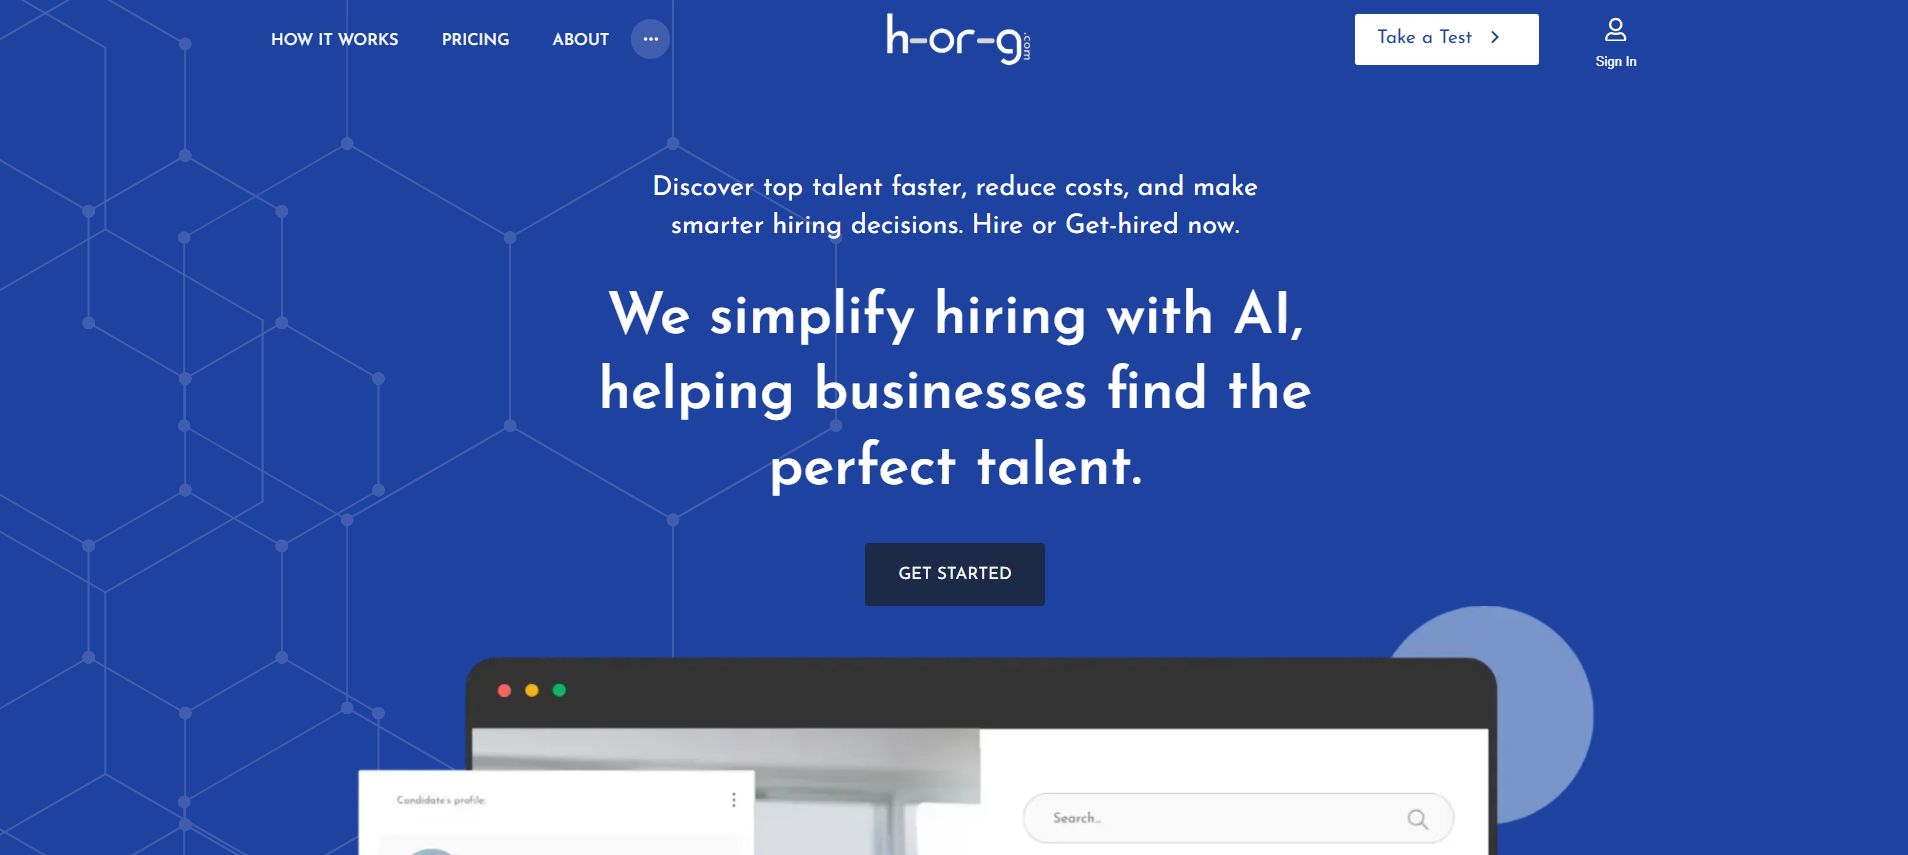 HOW IT WORKS
PRICING
ABOUT
h-or-g.com
Take a Test
Sign In
Discover top talent faster, reduce costs, and make
smarter hiring decisions. Hire or Get-hired now.
We simplify hiring with AI,
helping businesses find the
perfect talent.
GET STARTED
Candidate's profile:
Search...